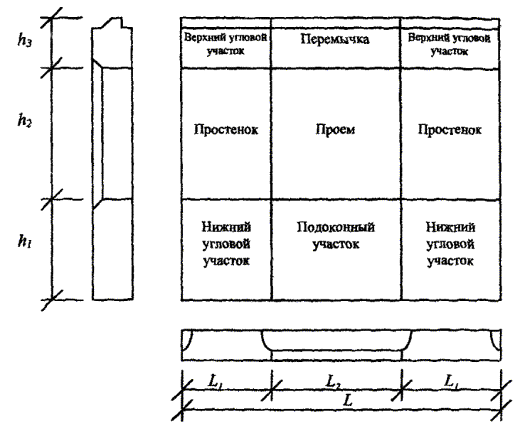 h3
Верхний угловой
участок
Перемычка
Верхний угловой
участок
h2
Простенок
Проем
Простенок
h1
Нижний
угловой
участок
Подоконный
участок
Нижний
угловой
участок
L1
L2
L1
L